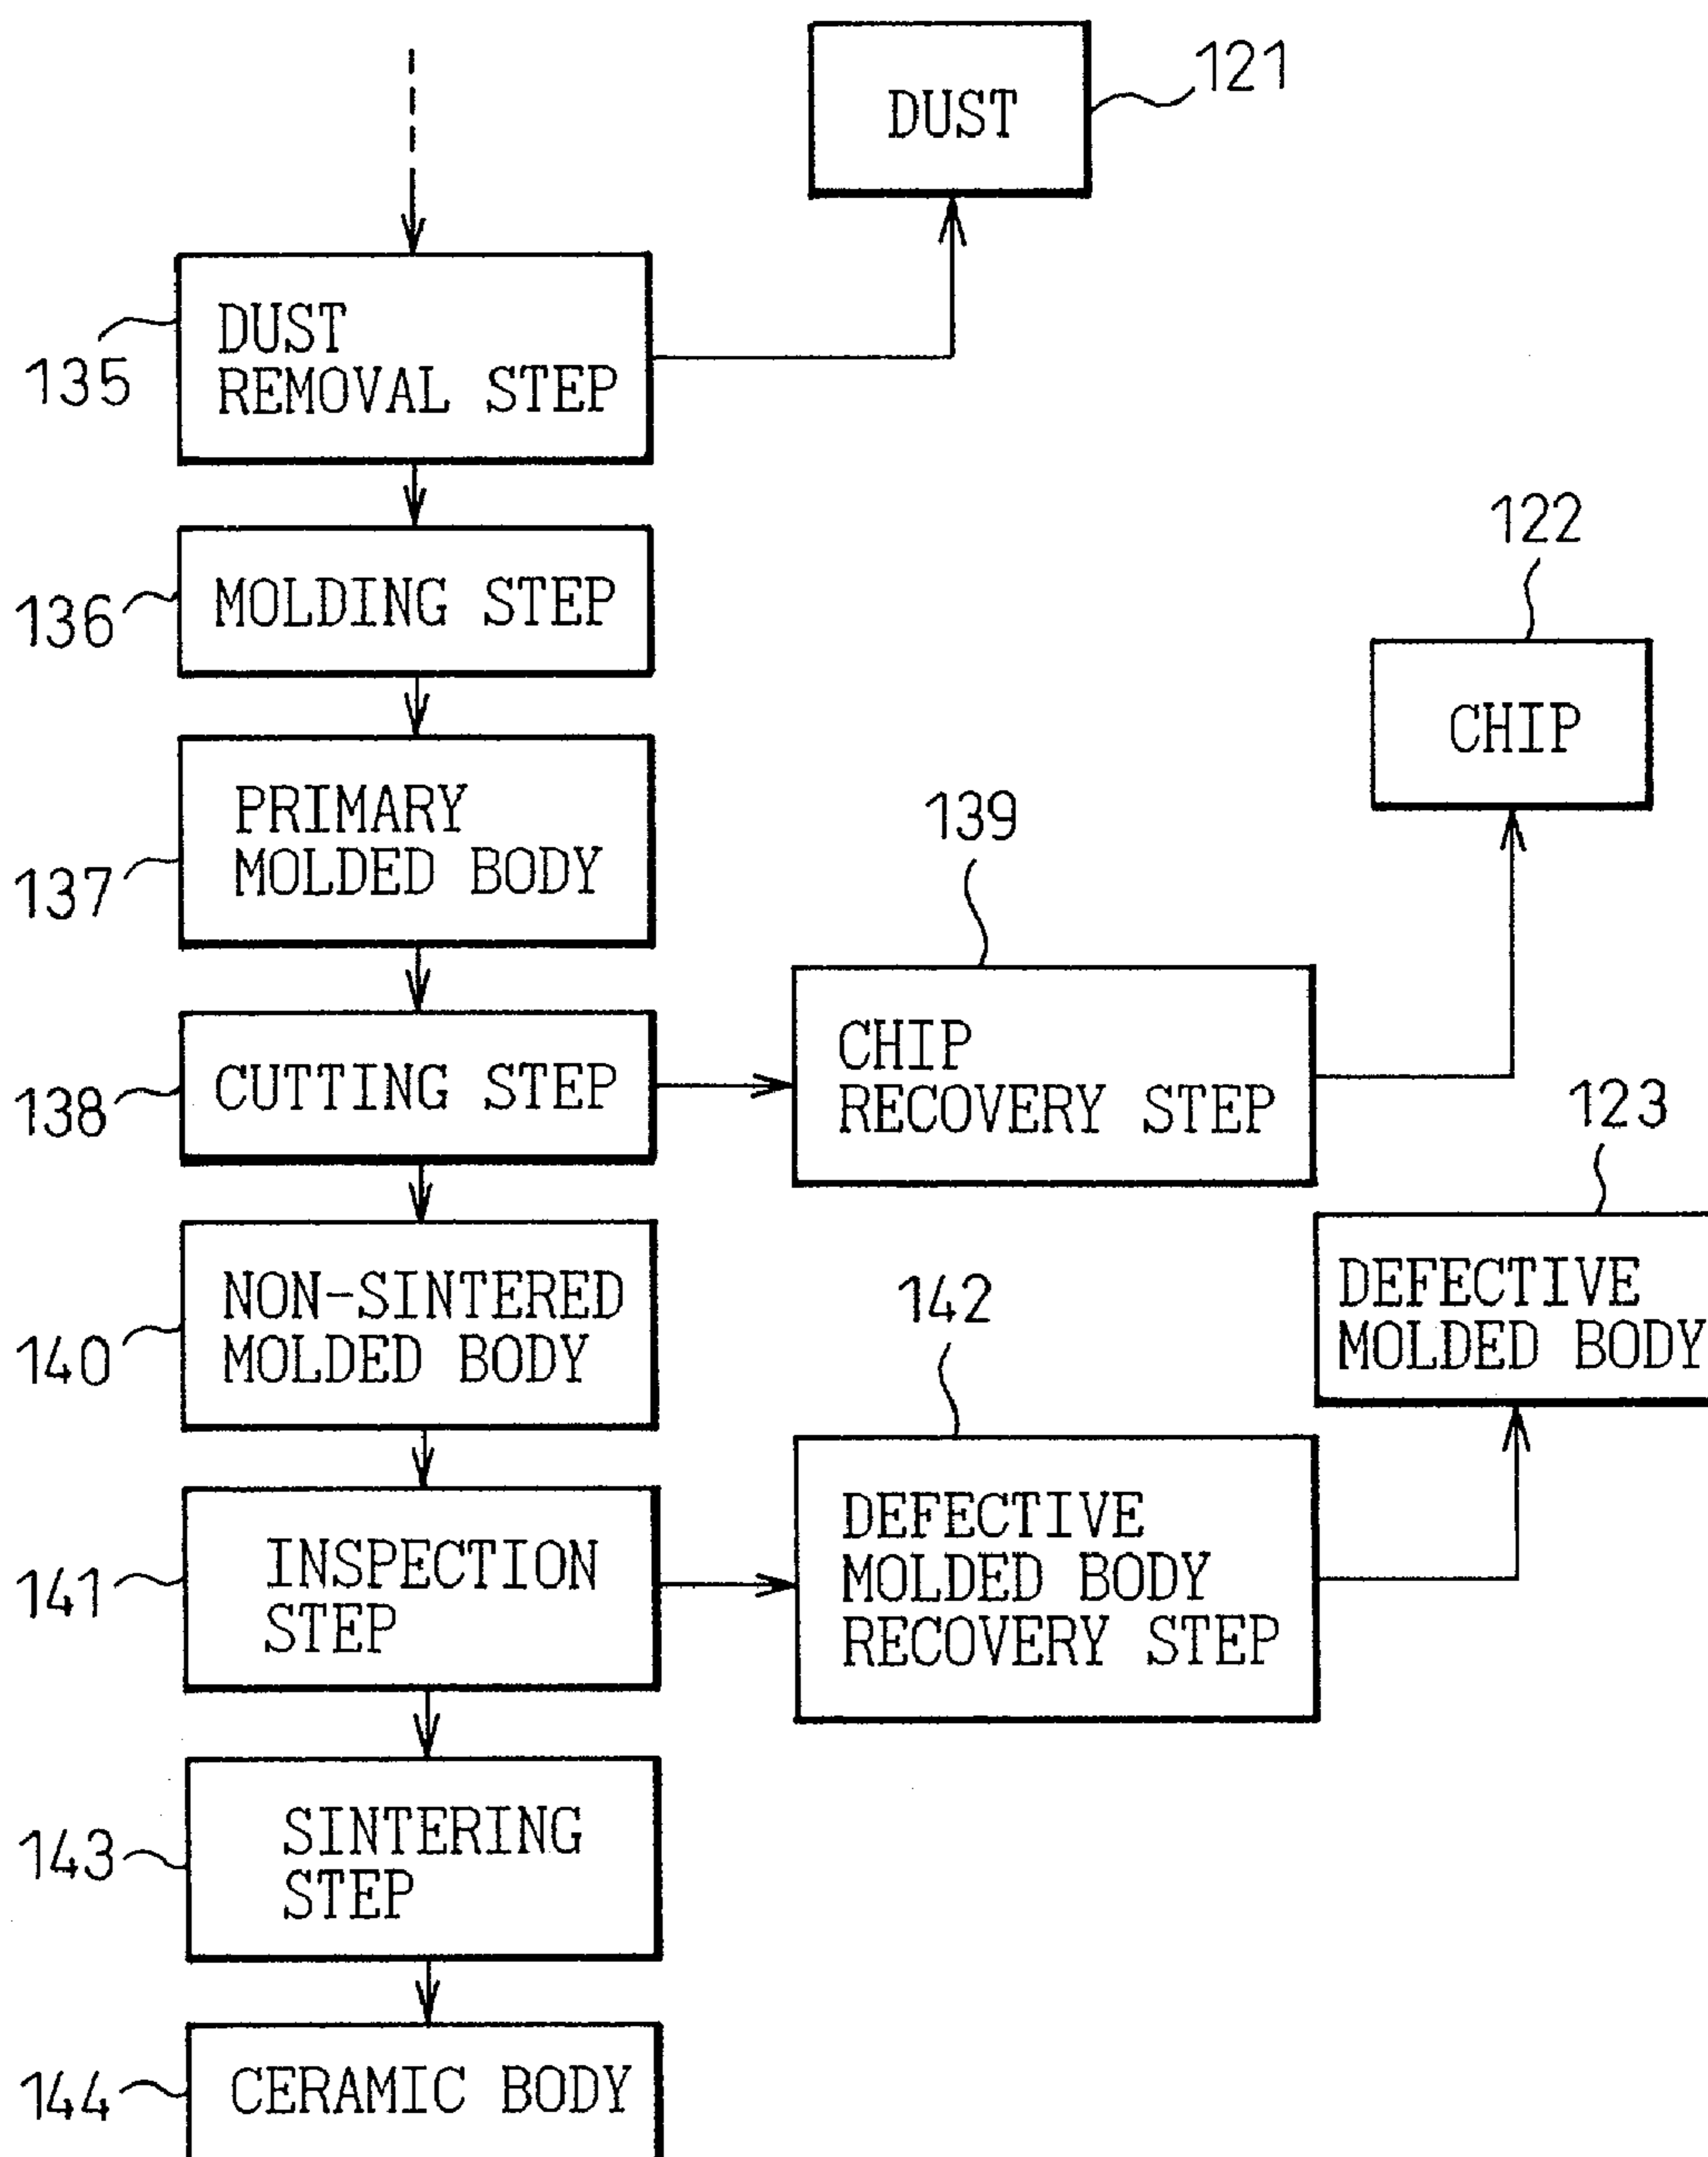 DUST
121
135
DUST
REMOVAL STEP
136
MOLDING STEP
122
CHIP
137
PRIMARY
MOLDED BODY
139
138
CUTTING STEP
CHIP
RECOVERY STEP
123
140
NON-SINTERED
MOLDED BODY
142
DEFECTIVE
MOLDED BODY
141
INSPECTION
STEP
DEFECTIVE
MOLDED BODY
RECOVERY STEP
143
SINTERING
STEP
144
CERAMIC BODY